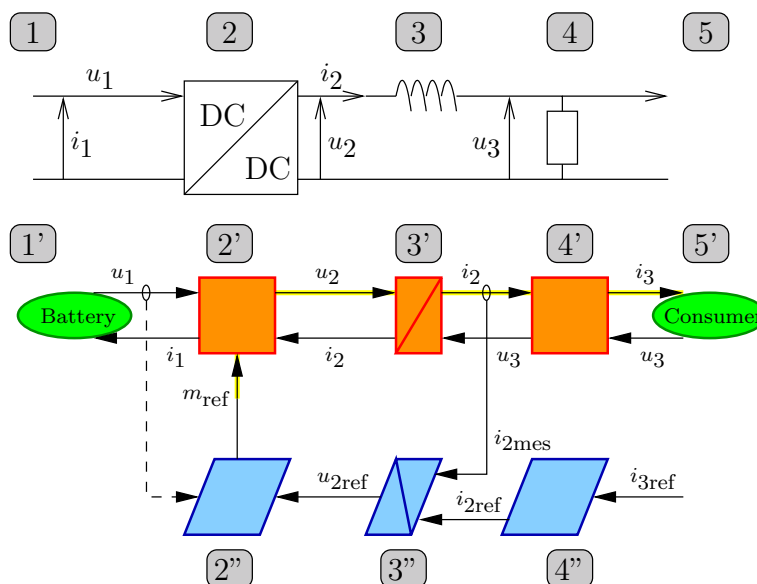 1 2 3 4 5
u1 i2
DC
i1 u2 u3
DC
1' 2' 3' 4' 5'
u1 u2 i2 i3
Battery Consumer
i1 i2 u3 u3
mref
i2mes
u2ref i2ref i3ref
2" 3" 4"